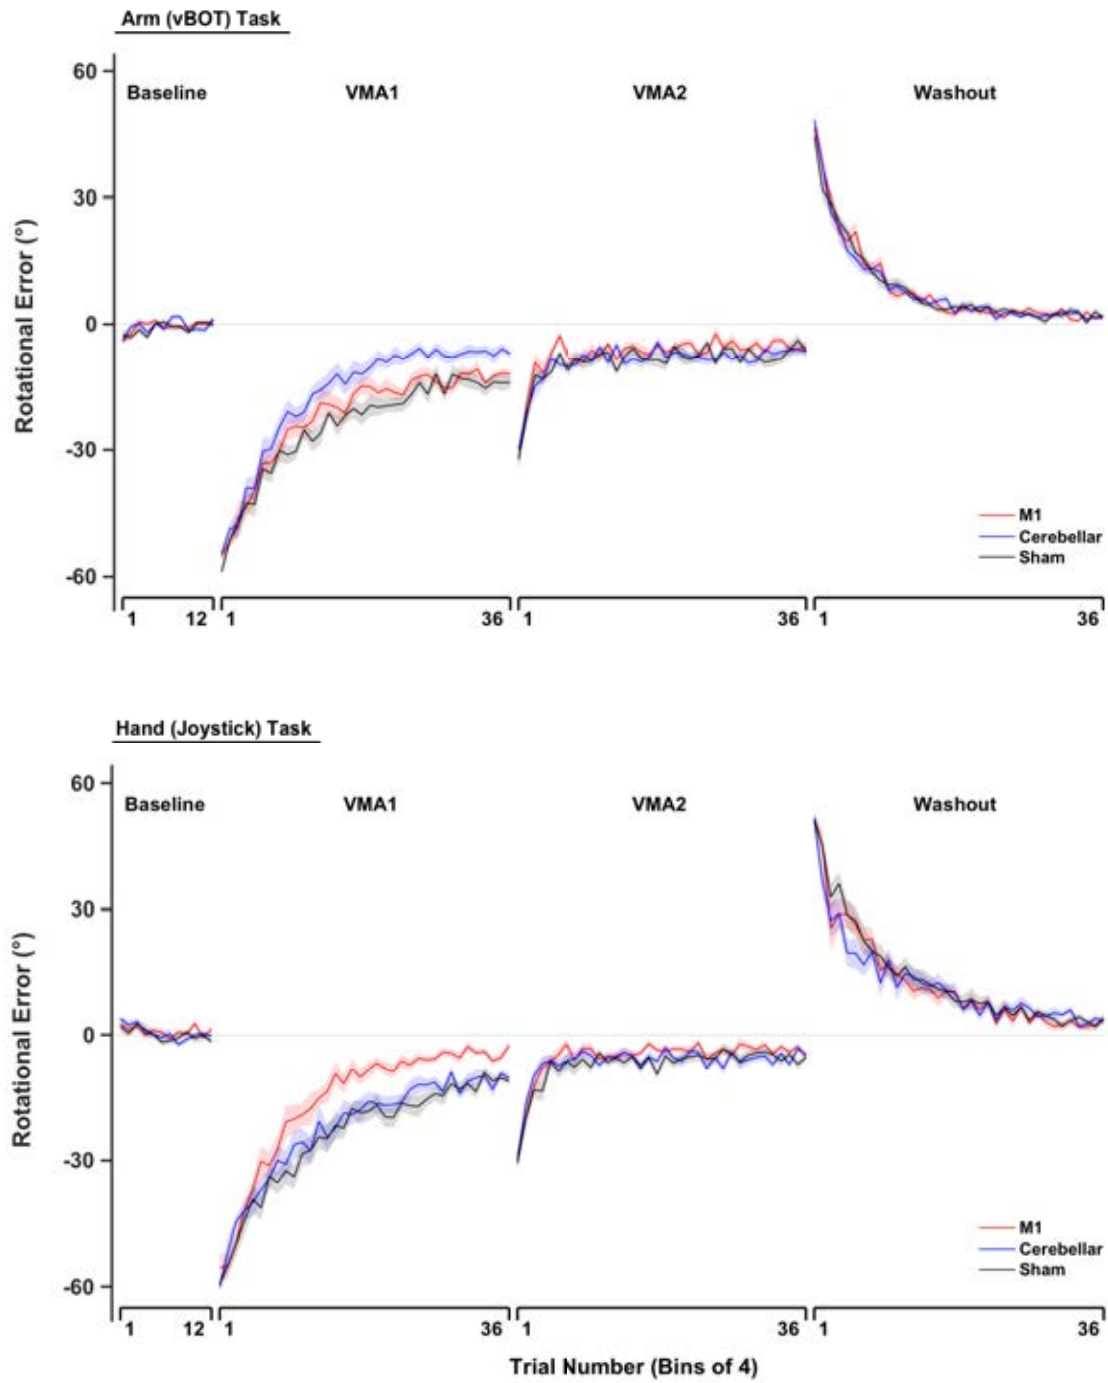 Arm (vBOT) Task
60
Baseline VMA1 VMA2 Washout
30
Rotational Error (°)
0
-30
M1
Cerebellar
Sham
-60
1 12 1 36 1 36 1 36
Hand (Joystick) Task
60
Baseline VMA1 VMA2 Washout
30
Rotational Error (°)
0
-30
M1
Cerebellar
Sham
-60
1 12 1 36 1 36 1 36
Trial Number (Bins of 4)